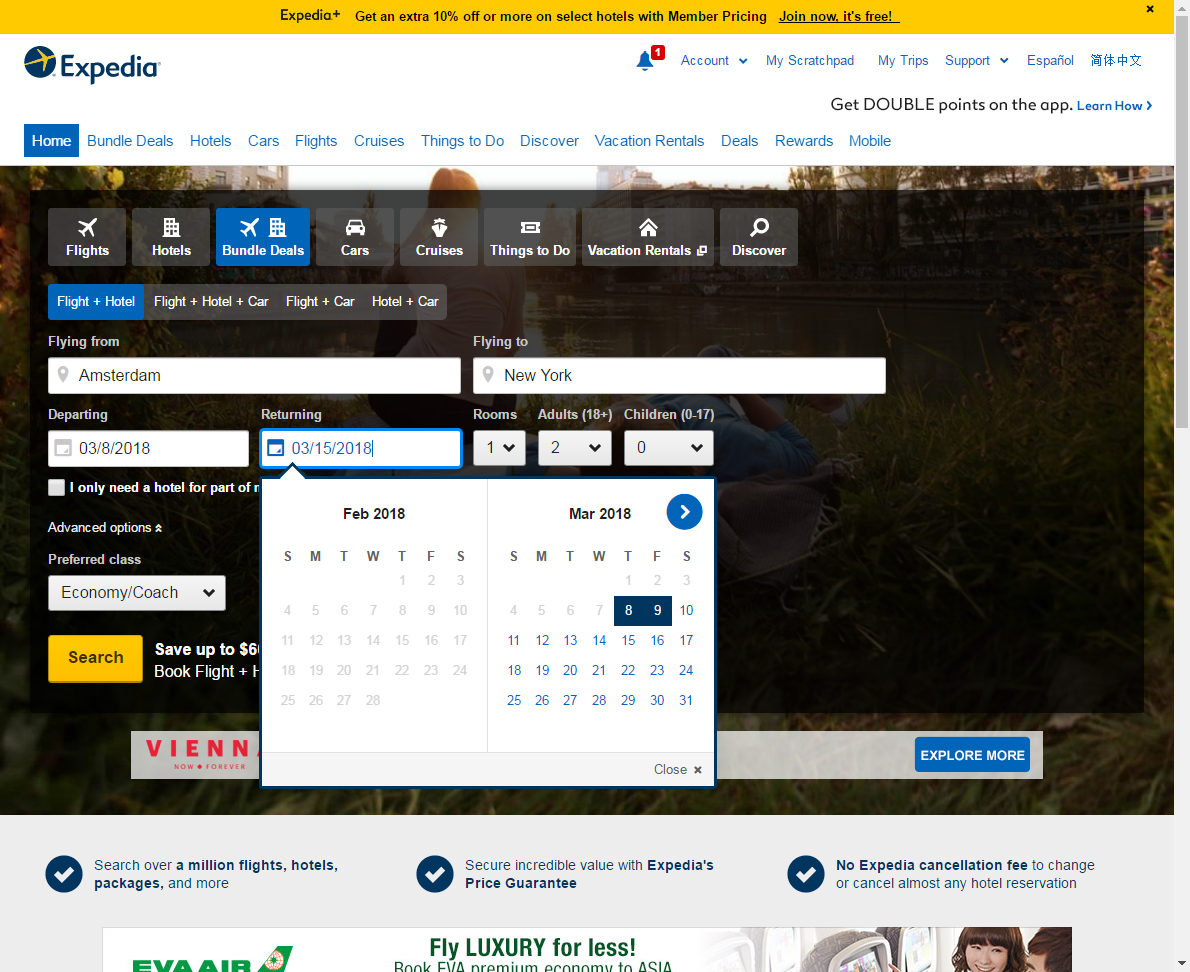 Expedia+ Get an extra 10% off or more on select hotels with Member Pricing Join now, it's free!
Expedia
1 Account My Scratchpad My Trips Support Español 简体中文
Get DOUBLE points on the app. Learn How
Home Bundle Deals Hotels Cars Flights Cruises Things to Do Discover Vacation Rentals Deals Rewards Mobile
Flights Hotels Bundle Deals Cars Cruises Things to Do Vacation Rentals Discover
Flight + Hotel Flight + Hotel + Car Flight + Car Hotel + Car
Flying from Flying to
Amsterdam New York
Departing Returning Rooms Adults (18+) Children (0-17)
03/8/2018 03/15/2018 1 2 0
I only need a hotel for part of
Advanced options
Preferred class
Economy/Coach
Search
Save up to $6
Book Flight +
Feb 2018
S M T W T F S
1 2 3
4 5 6 7 8 9 10
11 12 13 14 15 16 17
18 19 20 21 22 23 24
25 26 27 28
Mar 2018
S M T W T F S
1 2 3
4 5 6 7 8 9 10
11 12 13 14 15 16 17
18 19 20 21 22 23 24
25 26 27 28 29 30 31
Close
VIENN
NOW FOREVER
EXPLORE MORE
Search over a million flights, hotels,
packages, and more
Secure incredible value with Expedia's
Price Guarantee
No Expedia cancellation fee to change
or cancel almost any hotel reservation
EVA AIR
Fly LUXURY for less!
Book EVA premium economy to ASIA